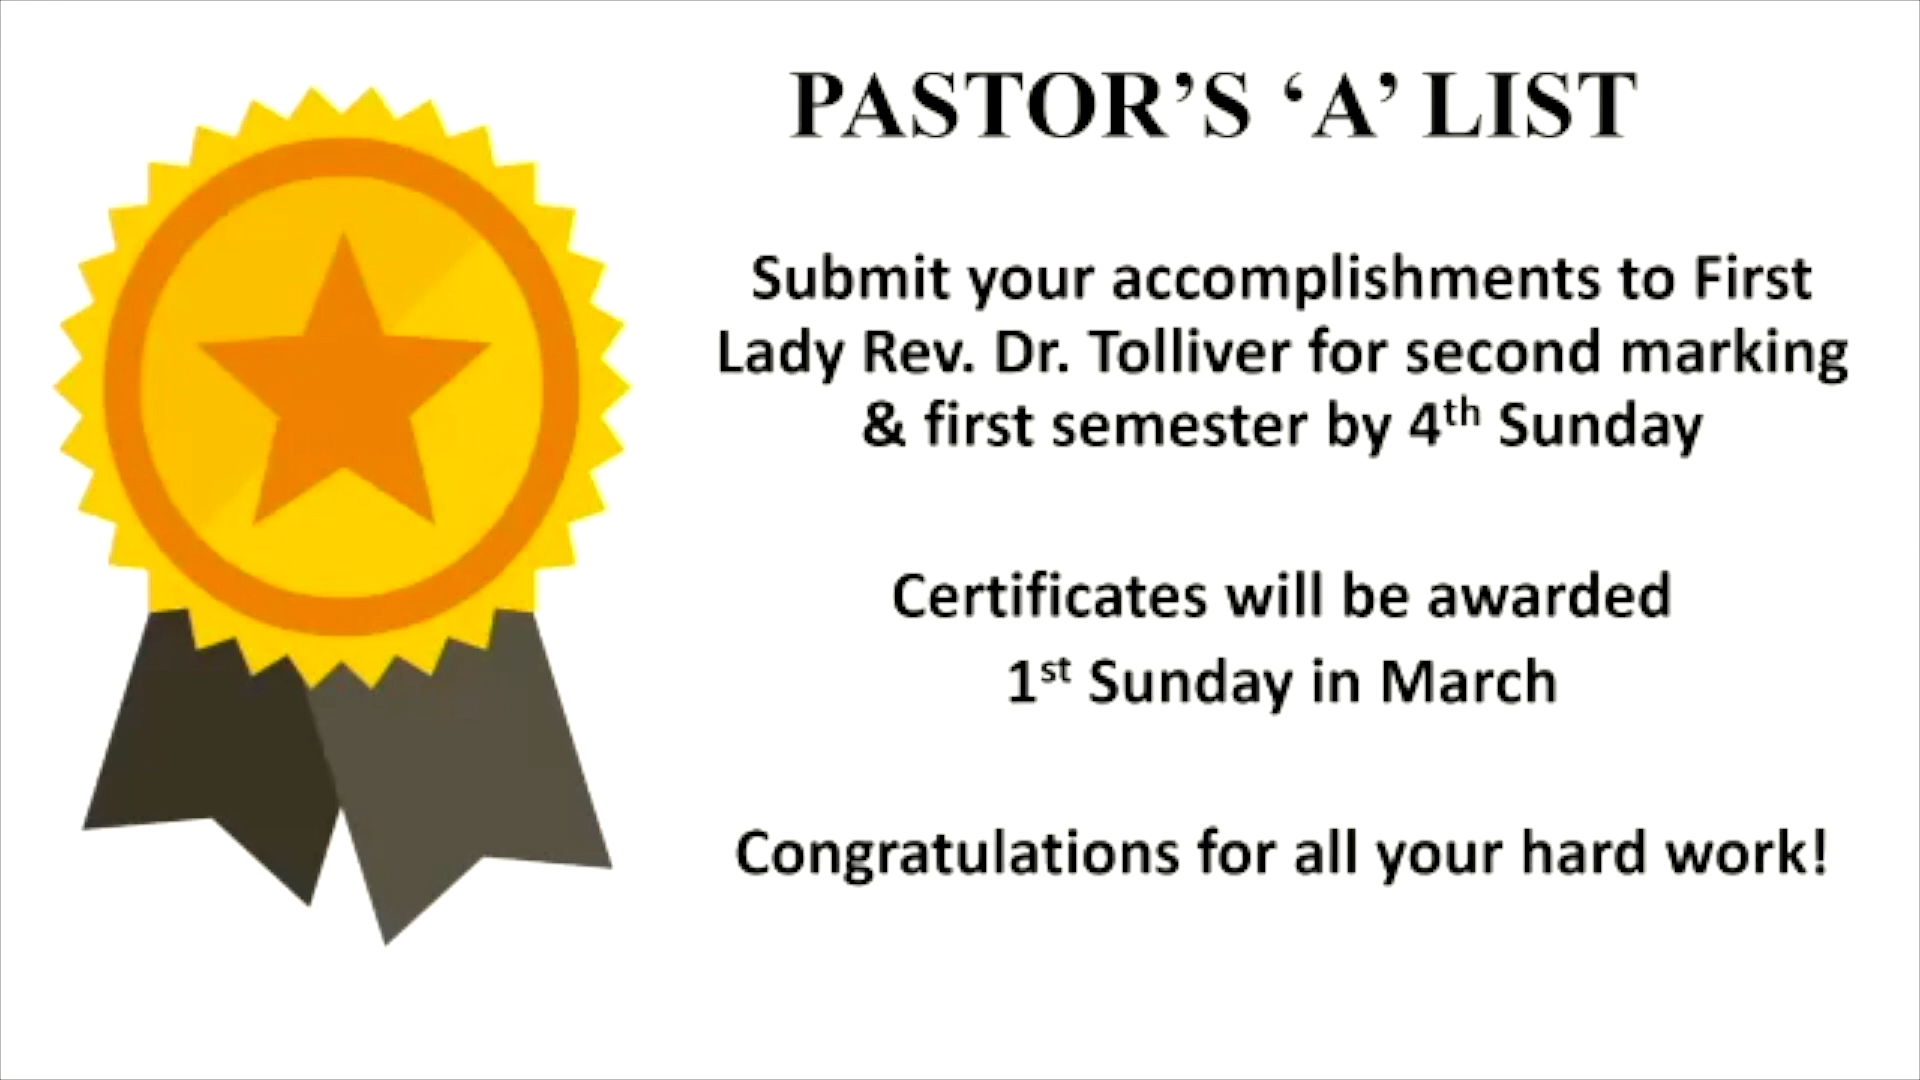 PASTOR’S ‘A’ LIST
Submit your accomplishments to First
Lady Rev. Dr. Tolliver for second marking
& first semester by 4th Sunday
Certificates will be awarded
1st Sunday in March
Congratulations for all your hard work!